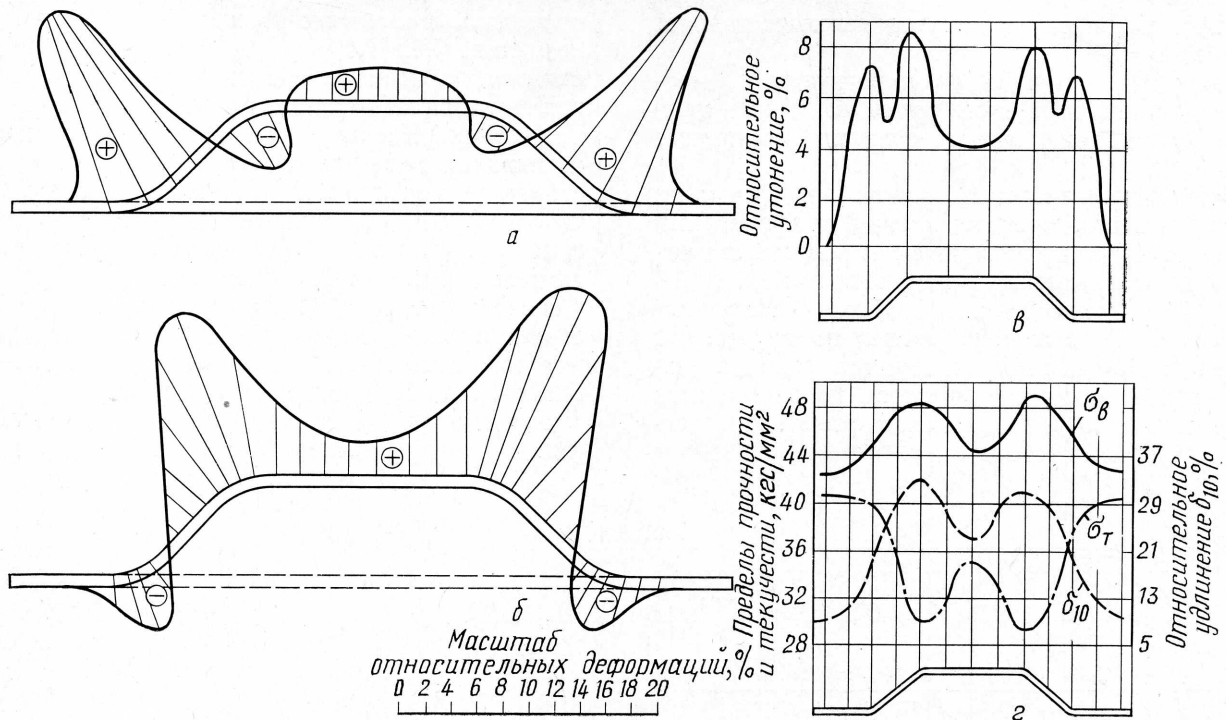 а
б
Масштаб
относительных деформаций, %
0 2 4 6 8 10 12 14 16 18 20
Относительное
утонение, %
8
6
4
2
0
в
Пределы прочности
и текучести, кгс/мм²
48
44
40
36
32
28
σв
σт
δ10
37
29
21
13
5
Относительное
удлинение δ10, %
г